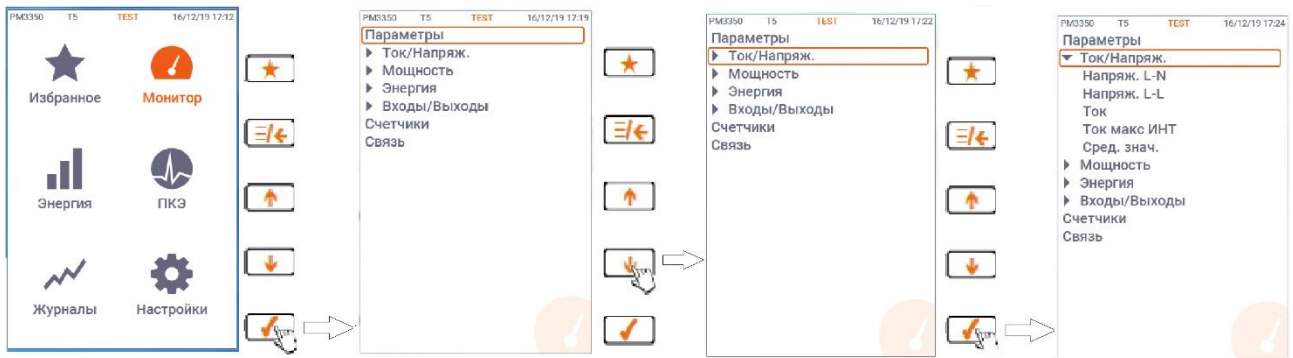 PM3350 T5 TEST 16/12/19 17:12
Избранное Монитор
Энергия ПКЭ
Журналы Настройки
PM3350 T5 TEST 16/12/19 17:19
Параметры
Ток/Напряж.
Мощность
Энергия
Входы/Выходы
Счетчики
Связь
PM3350 T5 TEST 16/12/19 17:22
Параметры
Ток/Напряж.
Мощность
Энергия
Входы/Выходы
Счетчики
Связь
PM3350 T5 TEST 16/12/19 17:24
Параметры
Ток/Напряж.
Напряж. L-N
Напряж. L-L
Ток
Ток макс ИНТ
Сред. знач.
Мощность
Энергия
Входы/Выходы
Счетчики
Связь